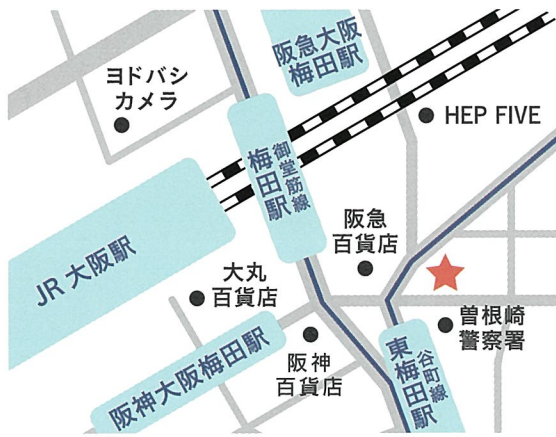 阪急大阪
梅田駅
ヨドバシ
カメラ
HEP FIVE
御堂筋線
梅田駅
阪急
百貨店
JR 大阪駅
大丸
百貨店
曽根崎
警察署
阪神
百貨店
谷町線
東梅田駅
阪神大阪梅田駅